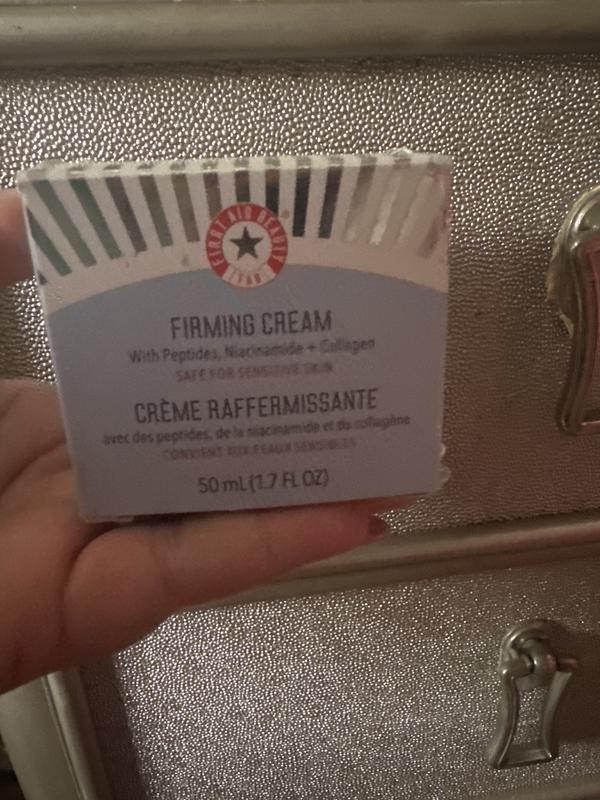 FIRST AID BEAUTY
FAB
FIRMING CREAM
With Peptides, Niacinamide + Collagen
SAFE FOR SENSITIVE SKIN
CRÈME RAFFERMISSANTE
avec des peptides, de la niacinamide et du collagène
CONVIENT AUX PEAUX SENSIBLES
50 mL (1.7 FL OZ)